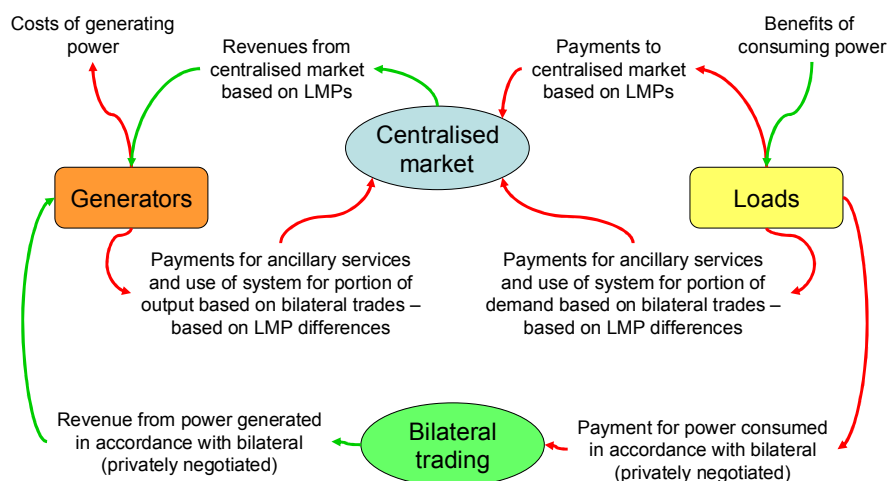 Costs of generating
power
Revenues from
centralised market
based on LMPs
Payments to
centralised market
based on LMPs
Benefits of
consuming power
Centralised
market
Generators
Loads
Payments for ancillary services
and use of system for portion of
output based on bilateral trades –
based on LMP differences
Payments for ancillary services
and use of system for portion of
demand based on bilateral trades –
based on LMP differences
Revenue from power generated
in accordance with bilateral
(privately negotiated)
Bilateral
trading
Payment for power consumed
in accordance with bilateral
(privately negotiated)